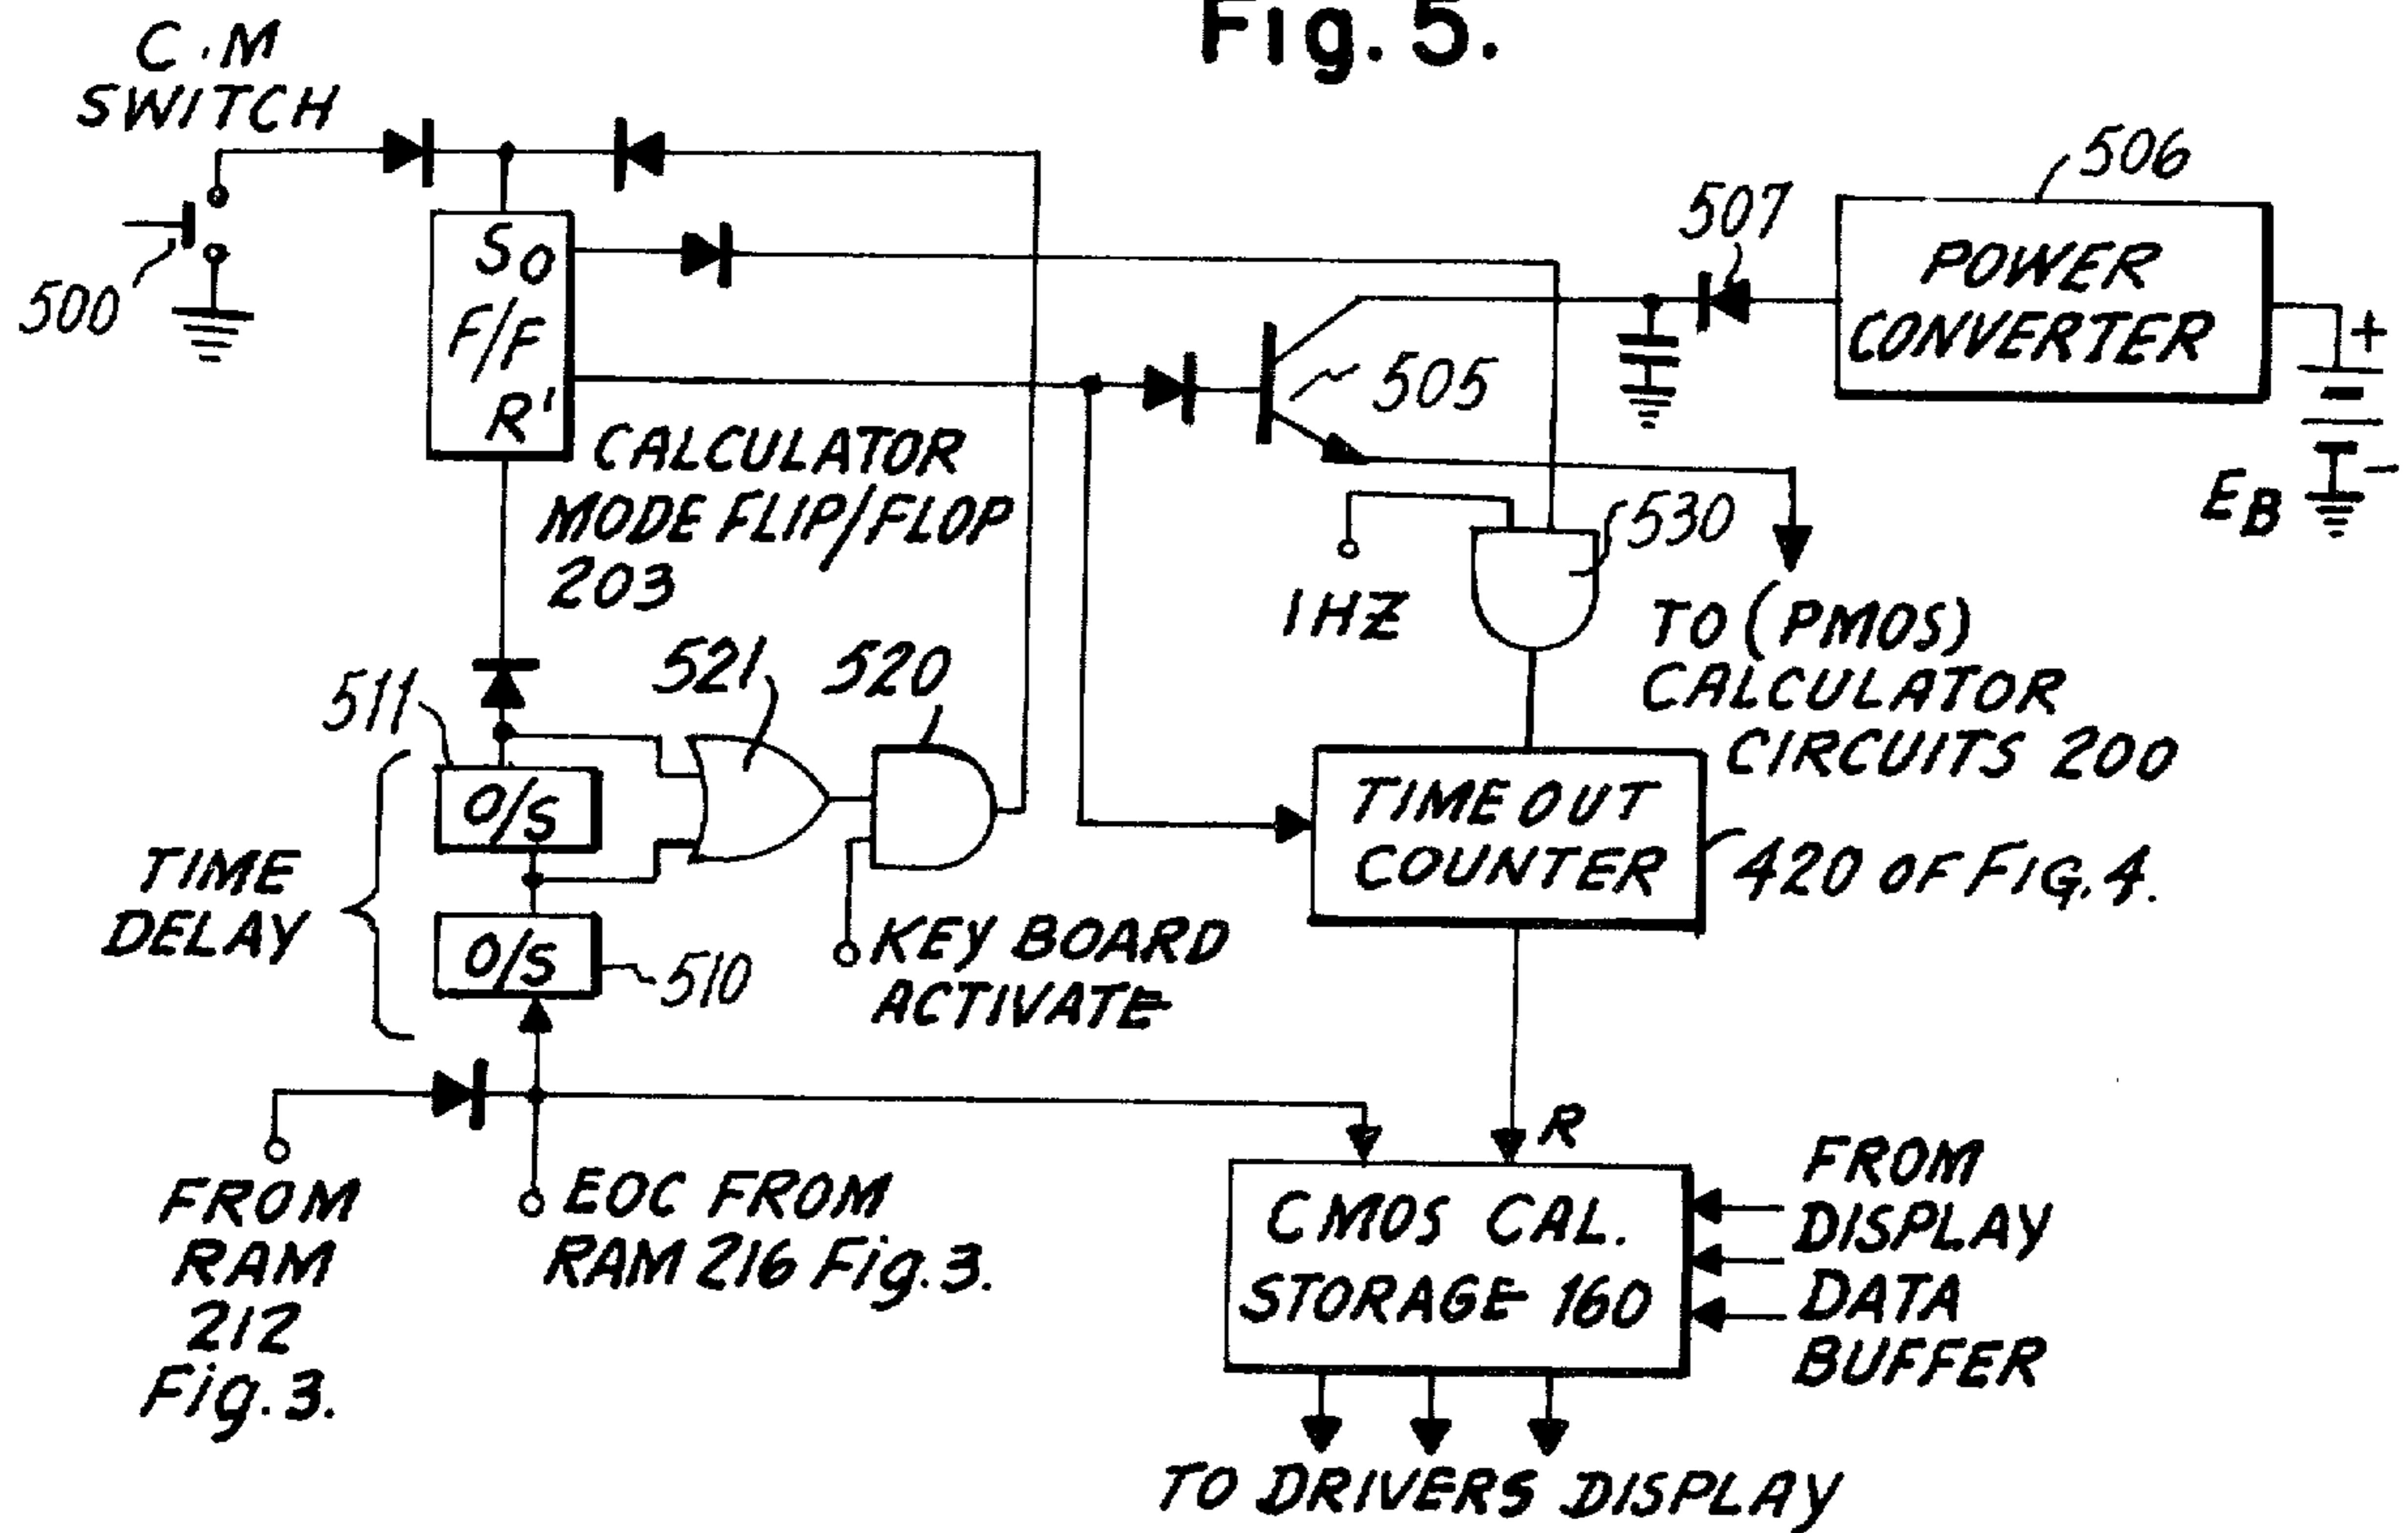 Fig. 5.
C.M
SWITCH
500
S O
F/F
R'
CALCULATOR
MODE FLIP/FLOP
203
505
507
506
POWER
CONVERTER
+
EB
-
530
1HZ
TO (PMOS)
CALCULATOR
CIRCUITS 200
511
521
520
TIME
DELAY
O/S
O/S
510
KEY BOARD
ACTIVATE
TIME OUT
COUNTER
420 OF FIG. 4.
FROM
RAM
212
Fig. 3.
EOC FROM
RAM 216 Fig. 3.
R
CMOS CAL.
STORAGE 160
FROM
DISPLAY
DATA
BUFFER
TO DRIVERS DISPLAY